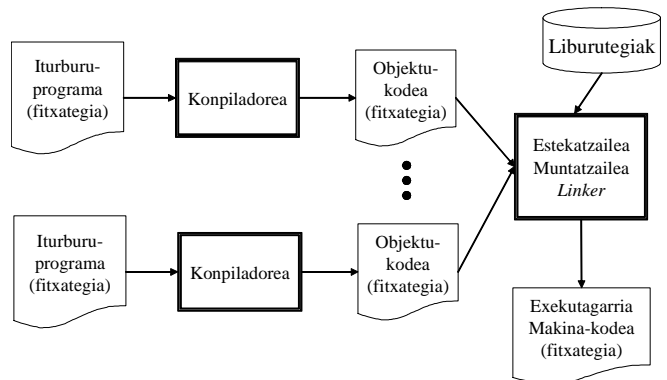 Iturburu-
programa
(fitxategia)
Konpiladorea
Objektu-
kodea
(fitxategia)
Liburutegiak
Estekatzailea
Muntatzailea
Linker
Iturburu-
programa
(fitxategia)
Konpiladorea
Objektu-
kodea
(fitxategia)
Exekutagarria
Makina-kodea
(fitxategia)